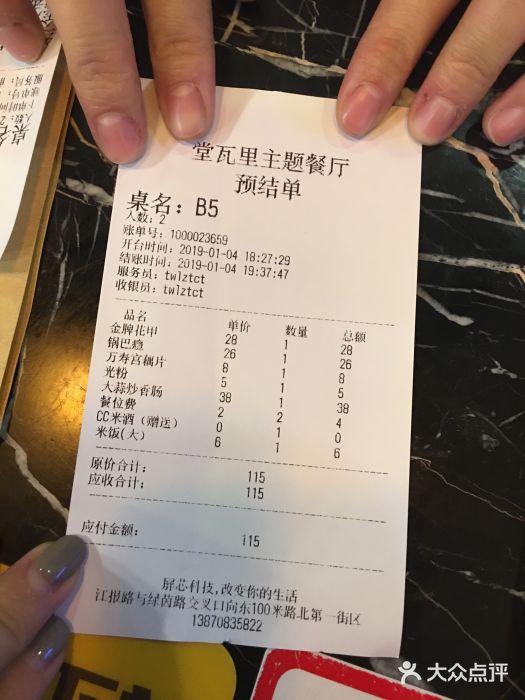 堂瓦里主题餐厅
预结单
桌名: B5
人数: 2
账单号: 1000023659
开台时间: 2019-01-04 18:27:29
结账时间: 2019-01-04 19:37:47
服务员: twlztct
收银员: twlztct
品名 单价 数量 总额
金牌花甲 28 1 28
锅巴𥻗 26 1 26
万寿宫藕片 8 1 8
光粉 5 1 5
大蒜炒香肠 38 1 38
餐位费 2 2 4
CC米酒（赠送） 0 1 0
米饭(大) 6 1 6
原价合计: 115
应收合计: 115
应付金额: 115
屏芯科技,改变你的生活
江报路与绿茵路交叉口向东100米路北第一街区
13870835822
大众点评